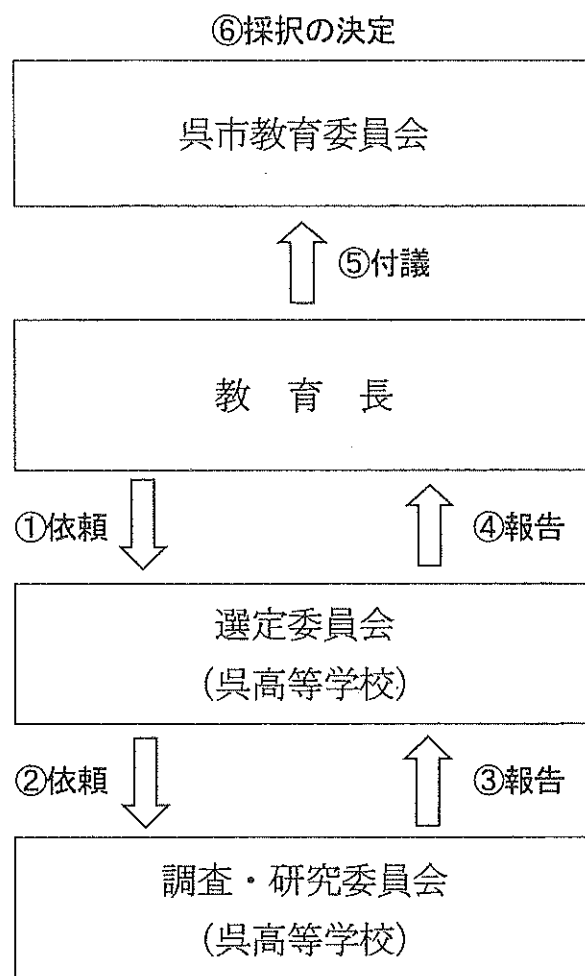 ⑥採択の決定
呉市教育委員会
⑤付議
教 育 長
①依頼
④報告
選定委員会
(呉高等学校)
②依頼
③報告
調査・研究委員会
(呉高等学校)